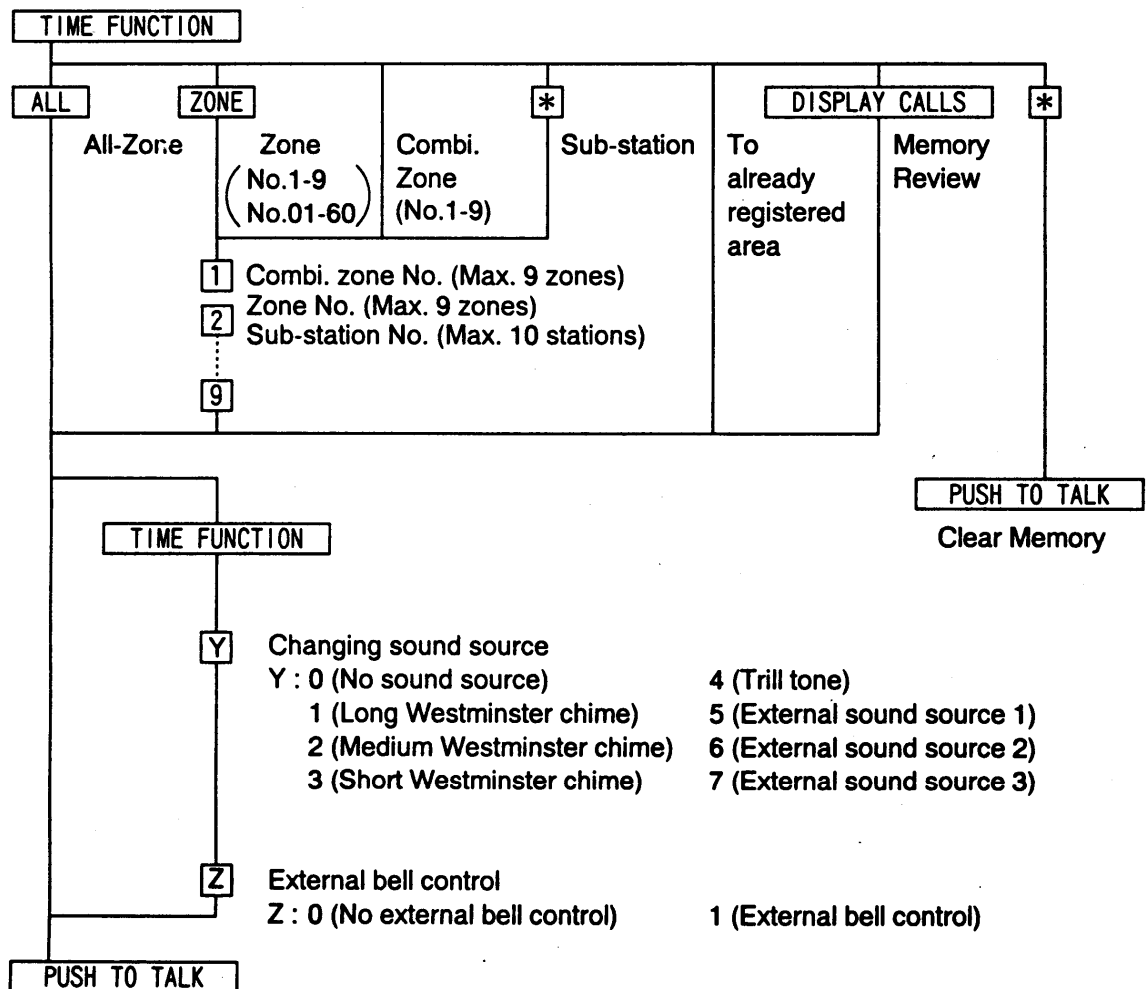 TIME FUNCTION
ALL ZONE * DISPLAY CALLS *
All-Zone Zone Combi. Sub-station To Memory
(No.1-9 Zone already Review
No.01-60) (No.1-9) registered
area
1 Combi. zone No. (Max. 9 zones)
Zone No. (Max. 9 zones)
2
Sub-station No. (Max. 10 stations)
9
PUSH TO TALK
TIME FUNCTION Clear Memory
Y Changing sound source
Y : 0 (No sound source) 4 (Trill tone)
1 (Long Westminster chime) 5 (External sound source 1)
2 (Medium Westminster chime) 6 (External sound source 2)
3 (Short Westminster chime) 7 (External sound source 3)
Z External bell control
Z : 0 (No external bell control) 1 (External bell control)
PUSH TO TALK